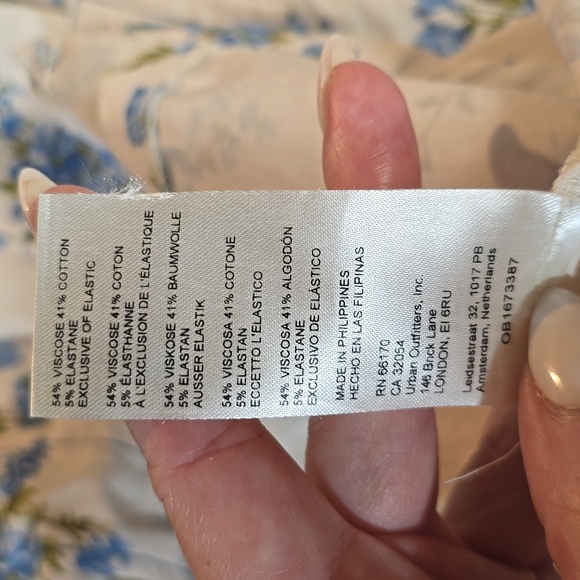 54% VISCOSE 41% COTTON
5% ELASTANE
EXCLUSIVE OF ELASTIC
54% VISCOSE 41% COTON
5% ÉLASTHANNE
À L'EXCLUSION DE L'ÉLASTIQUE
54% VISKOSE 41% BAUMWOLLE
5% ELASTAN
AUSSER ELASTIK
54% VISCOSA 41% COTONE
5% ELASTAN
ECCETTO L'ELASTICO
54% VISCOSA 41% ALGODÓN
5% ELASTANE
EXCLUSIVO DE ELÁSTICO
MADE IN PHILIPPINES
HECHO EN LAS FILIPINAS
RN 66170
CA 32054
Urban Outfitters, Inc.
146 Brick Lane
LONDON, EI 6RU
Leidsestraat 32, 1017 PB
Amsterdam, Netherlands
OB1673387